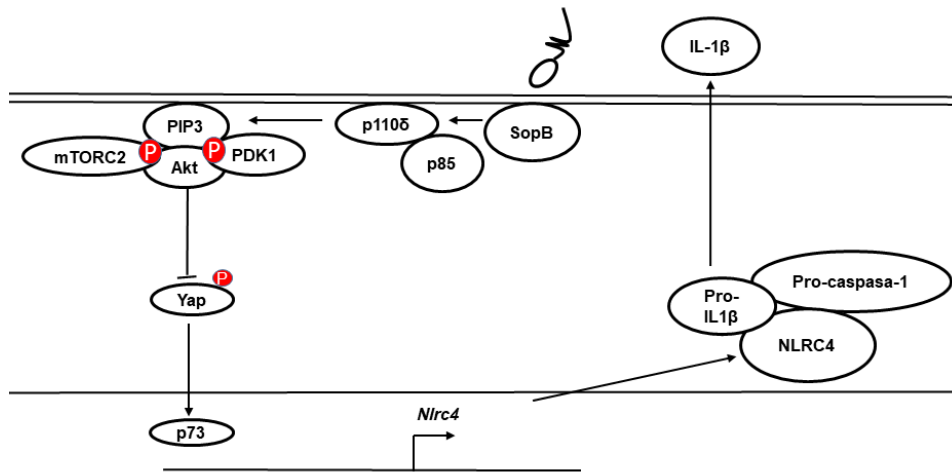 IL-1β
PIP3
p110δ
SopB
mTORC2
P
P
PDK1
Akt
p85
P
Yap
Pro-caspasa-1
Pro-
IL1β
NLRC4
p73
Nlrc4